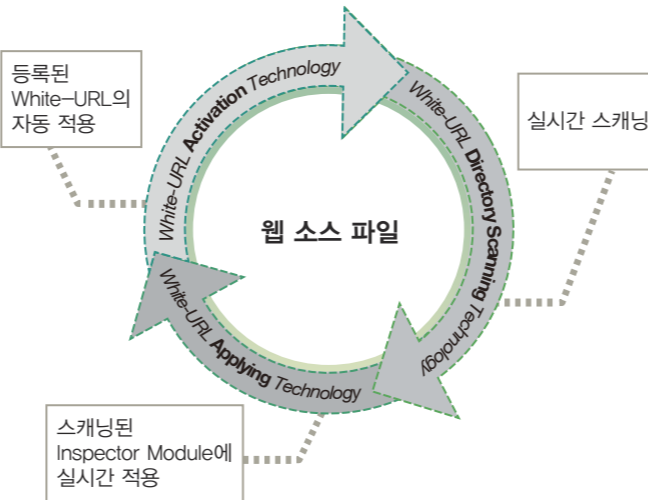 등록된
White-URL의
자동 적용
White-URL Activation Technology
White-URL Directory Scanning Technology
실시간 스캐닝
웹 소스 파일
White-URL Applying Technology
스캐닝된
Inspector Module에
실시간 적용